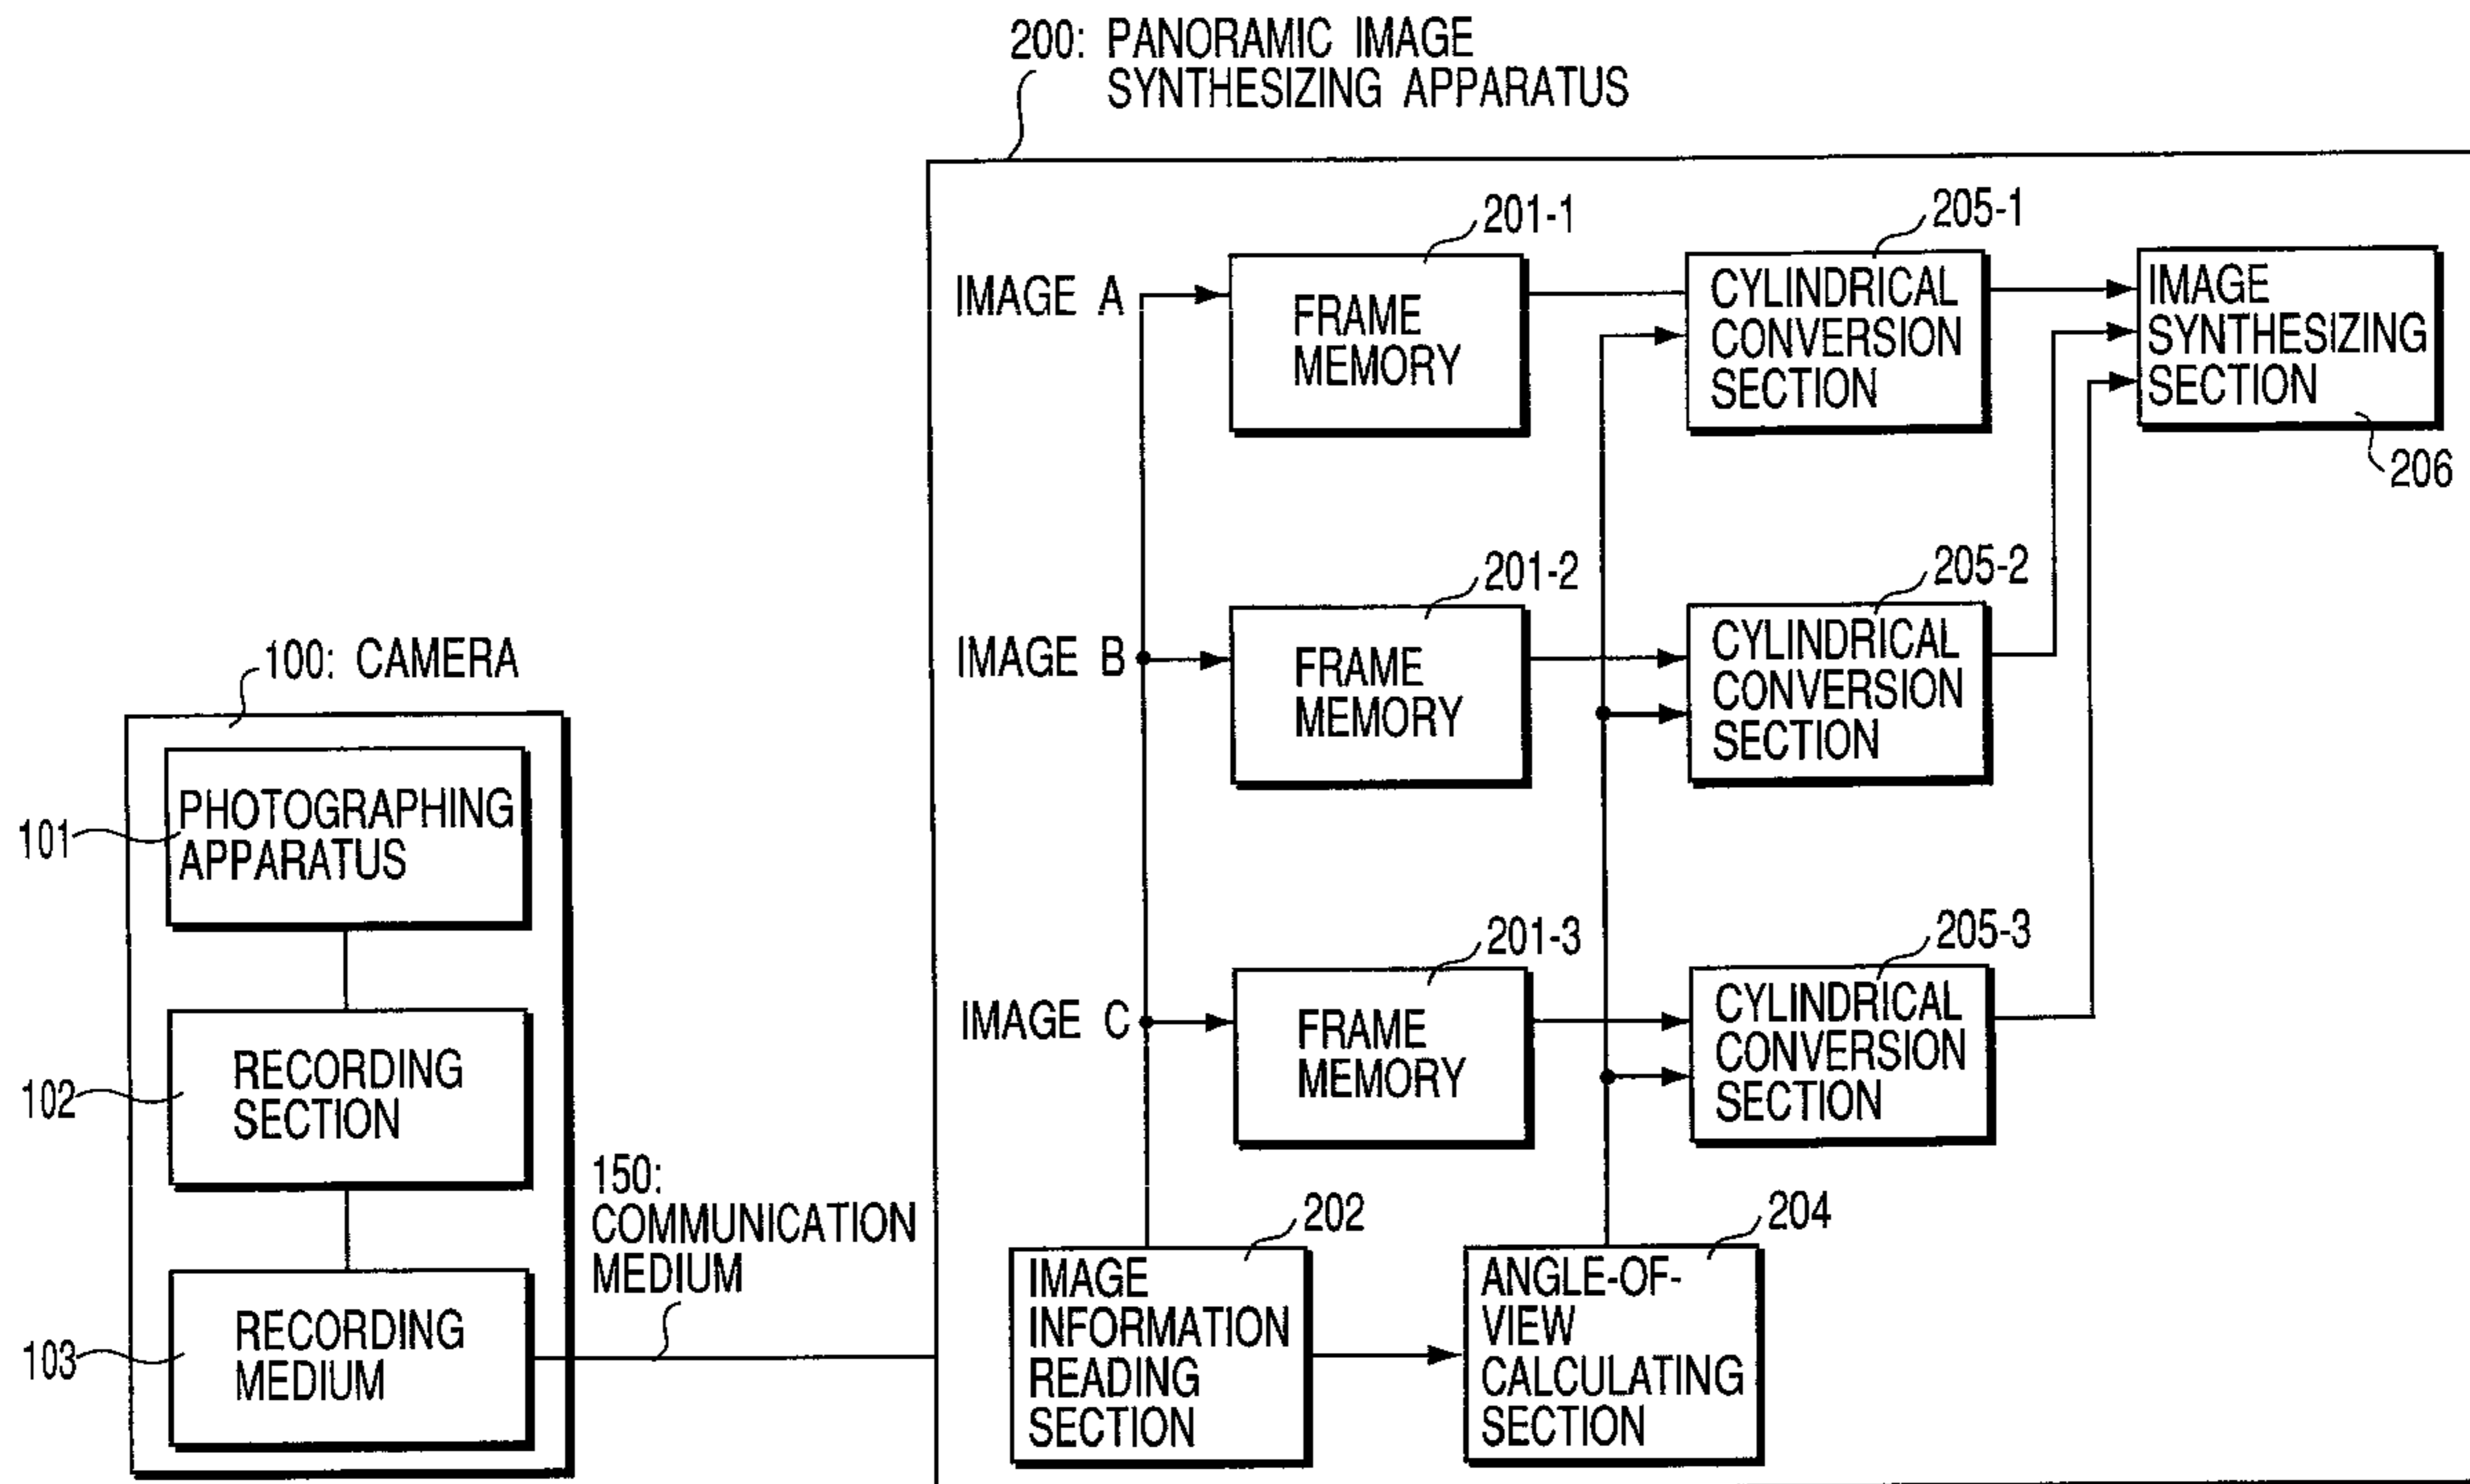 200: PANORAMIC IMAGE
SYNTHESIZING APPARATUS
201-1
205-1
IMAGE A
FRAME
MEMORY
CYLINDRICAL
CONVERSION
SECTION
IMAGE
SYNTHESIZING
SECTION
206
201-2
205-2
IMAGE B
FRAME
MEMORY
CYLINDRICAL
CONVERSION
SECTION
100: CAMERA
PHOTOGRAPHING
APPARATUS
101
201-3
205-3
IMAGE C
FRAME
MEMORY
CYLINDRICAL
CONVERSION
SECTION
RECORDING
SECTION
102
150:
COMMUNICATION
MEDIUM
RECORDING
MEDIUM
103
202
IMAGE
INFORMATION
READING
SECTION
204
ANGLE-OF-
VIEW
CALCULATING
SECTION